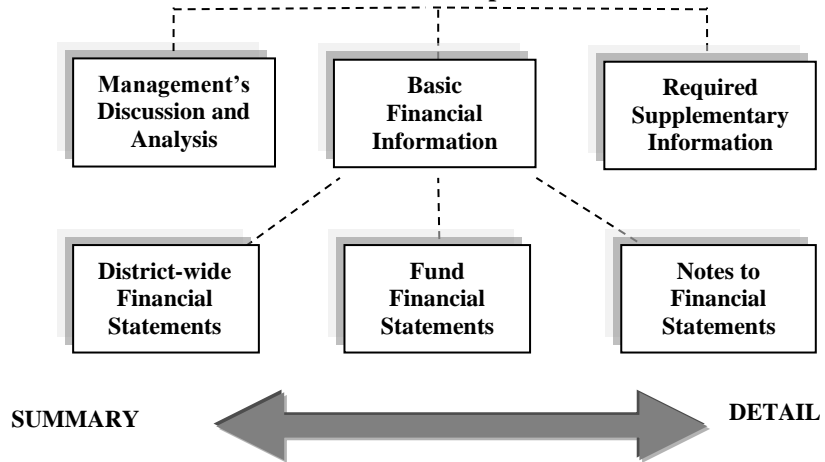 Management's
Discussion and
Analysis
Basic
Financial
Information
Required
Supplementary
Information
District-wide
Financial
Statements
Fund
Financial
Statements
Notes to
Financial
Statements
SUMMARY
DETAIL